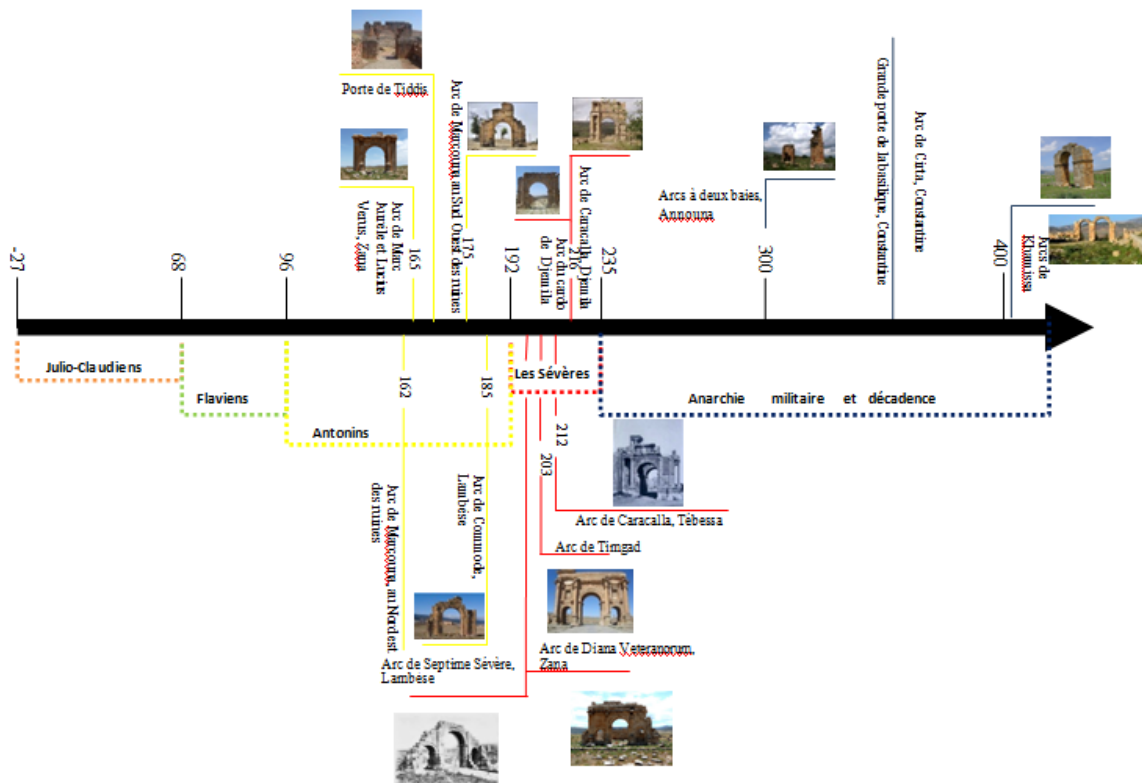 Porte de Tiddis
Arc de Marc
Aurèle et Lucius
Verus, Zana
165
Arc de Marcouna au Sud Ouest des ruines
175
Arc du cardo
de Djemila
Arc de Caracalla, Djemila
216
Arcs à deux baies,
Announa
Grande porte de la basilique, Constantine
Arc de Cirta, Constantine
Arcs de
Khamissa
-27
68
96
192
235
300
400
Julio-Claudiens
Flaviens
Antonins
Les Sévères
Anarchie militaire et décadence
162
185
203
212
Arc de Marcouna, au Nord est
des ruines
Arc de Commode,
Lambèse
Arc de Caracalla, Tébessa
Arc de Timgad
Arc de Septime Sévère,
Lambèse
Arc de Diana Veteranorum,
Zana